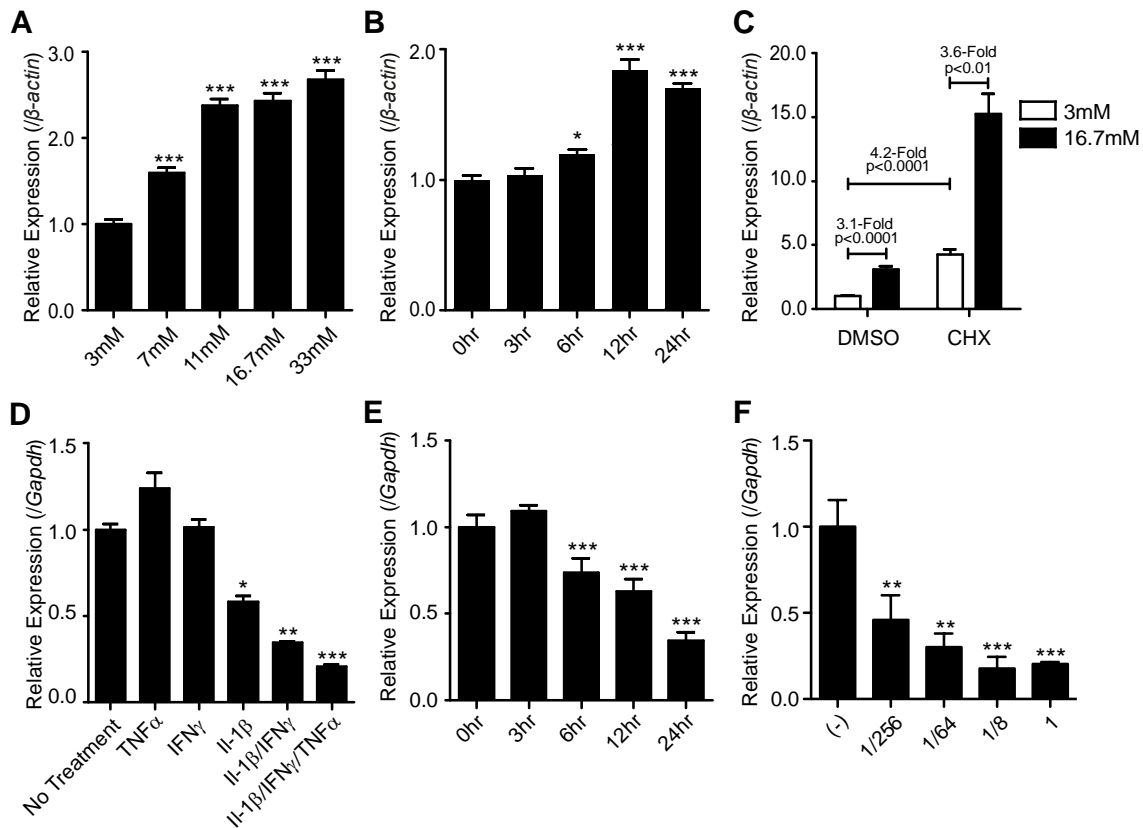 A
Relative Expression (/β-actin)
3.0
2.0
1.0
0.0
***
***
***
***
3mM
7mM
11mM
16.7mM
33mM
B
Relative Expression (/β-actin)
2.0
1.0
0.0
*
***
***
0hr
3hr
6hr
12hr
24hr
C
Relative Expression (/β-actin)
20.0
15.0
10.0
5.0
0.0
3.6-Fold
p<0.01
4.2-Fold
p<0.0001
3.1-Fold
p<0.0001
DMSO
CHX
3mM
16.7mM
D
Relative Expression (/Gapdh)
1.5
1.0
0.5
0.0
*
**
***
No Treatment
TNFα
IFNγ
Il-1β
Il-1β/IFNγ
Il-1β/IFNγ/TNFα
E
Relative Expression (/Gapdh)
1.5
1.0
0.5
0.0
***
***
***
0hr
3hr
6hr
12hr
24hr
F
Relative Expression (/Gapdh)
1.5
1.0
0.5
0.0
**
**
***
***
(-)
1/256
1/64
1/8
1